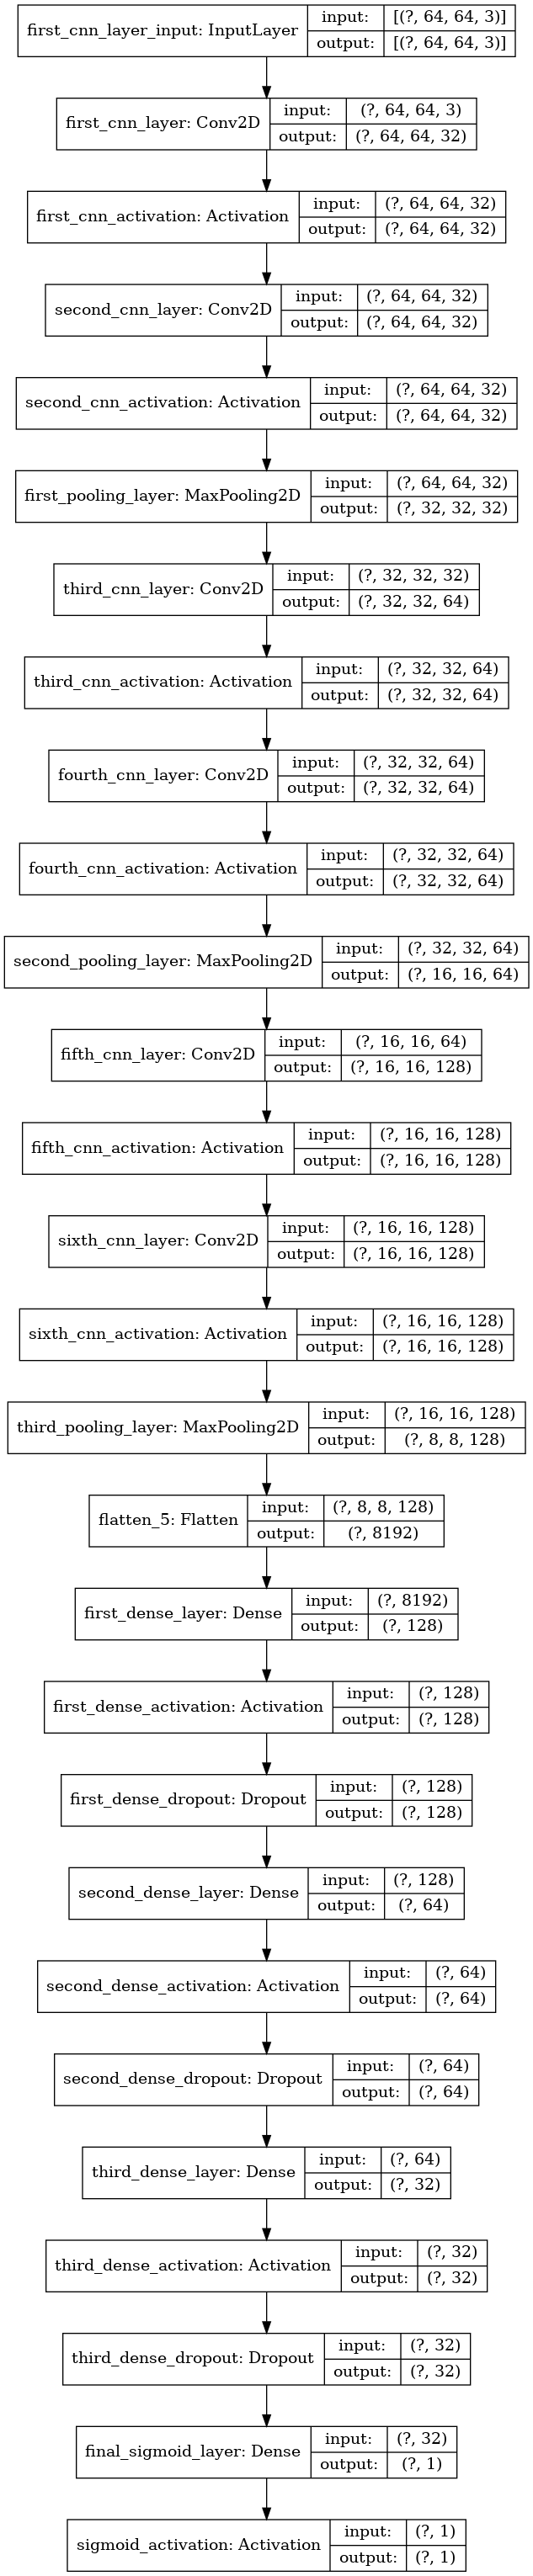 first_cnn_layer_input: InputLayer input: [(?, 64, 64, 3)]
output: [(?, 64, 64, 3)]
first_cnn_layer: Conv2D input: (?, 64, 64, 3)
output: (?, 64, 64, 32)
first_cnn_activation: Activation input: (?, 64, 64, 32)
output: (?, 64, 64, 32)
second_cnn_layer: Conv2D input: (?, 64, 64, 32)
output: (?, 64, 64, 32)
second_cnn_activation: Activation input: (?, 64, 64, 32)
output: (?, 64, 64, 32)
first_pooling_layer: MaxPooling2D input: (?, 64, 64, 32)
output: (?, 32, 32, 32)
third_cnn_layer: Conv2D input: (?, 32, 32, 32)
output: (?, 32, 32, 64)
third_cnn_activation: Activation input: (?, 32, 32, 64)
output: (?, 32, 32, 64)
fourth_cnn_layer: Conv2D input: (?, 32, 32, 64)
output: (?, 32, 32, 64)
fourth_cnn_activation: Activation input: (?, 32, 32, 64)
output: (?, 32, 32, 64)
second_pooling_layer: MaxPooling2D input: (?, 32, 32, 64)
output: (?, 16, 16, 64)
fifth_cnn_layer: Conv2D input: (?, 16, 16, 64)
output: (?, 16, 16, 128)
fifth_cnn_activation: Activation input: (?, 16, 16, 128)
output: (?, 16, 16, 128)
sixth_cnn_layer: Conv2D input: (?, 16, 16, 128)
output: (?, 16, 16, 128)
sixth_cnn_activation: Activation input: (?, 16, 16, 128)
output: (?, 16, 16, 128)
third_pooling_layer: MaxPooling2D input: (?, 16, 16, 128)
output: (?, 8, 8, 128)
flatten_5: Flatten input: (?, 8, 8, 128)
output: (?, 8192)
first_dense_layer: Dense input: (?, 8192)
output: (?, 128)
first_dense_activation: Activation input: (?, 128)
output: (?, 128)
first_dense_dropout: Dropout input: (?, 128)
output: (?, 128)
second_dense_layer: Dense input: (?, 128)
output: (?, 64)
second_dense_activation: Activation input: (?, 64)
output: (?, 64)
second_dense_dropout: Dropout input: (?, 64)
output: (?, 64)
third_dense_layer: Dense input: (?, 64)
output: (?, 32)
third_dense_activation: Activation input: (?, 32)
output: (?, 32)
third_dense_dropout: Dropout input: (?, 32)
output: (?, 32)
final_sigmoid_layer: Dense input: (?, 32)
output: (?, 1)
sigmoid_activation: Activation input: (?, 1)
output: (?, 1)